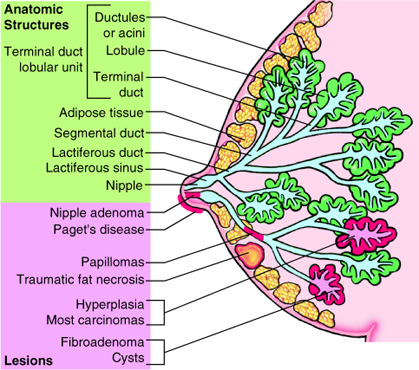 Anatomic
Structures
Ductules
or acini
Terminal duct
lobular unit
Lobule
Terminal
duct
Adipose tissue
Segmental duct
Lactiferous duct
Lactiferous sinus
Nipple
Nipple adenoma
Paget's disease
Papillomas
Traumatic fat necrosis
Hyperplasia
Most carcinomas
Fibroadenoma
Cysts
Lesions